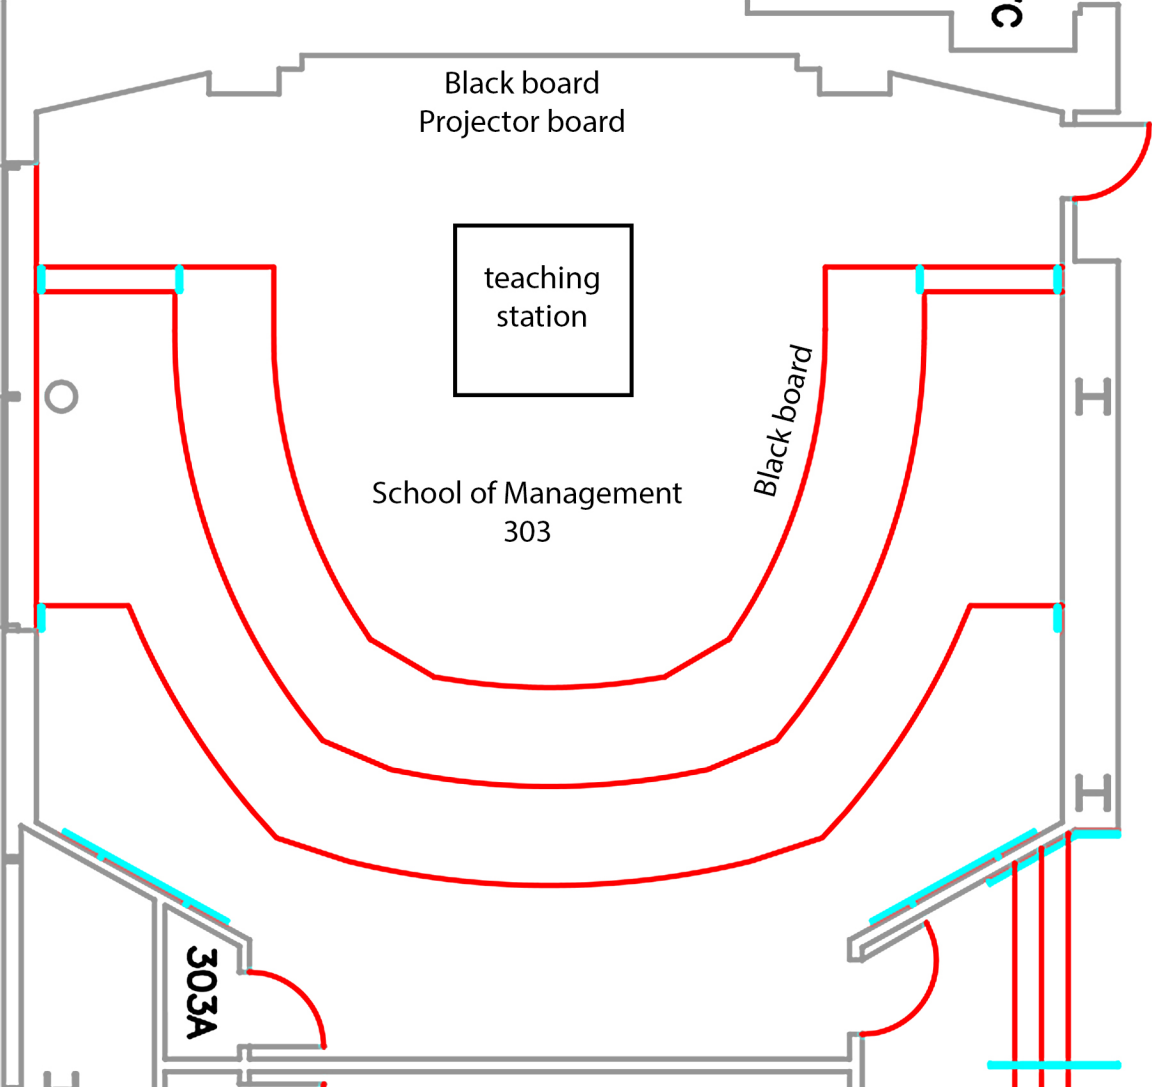 Black board
Projector board
teaching
station
Black board
School of Management
303
303A